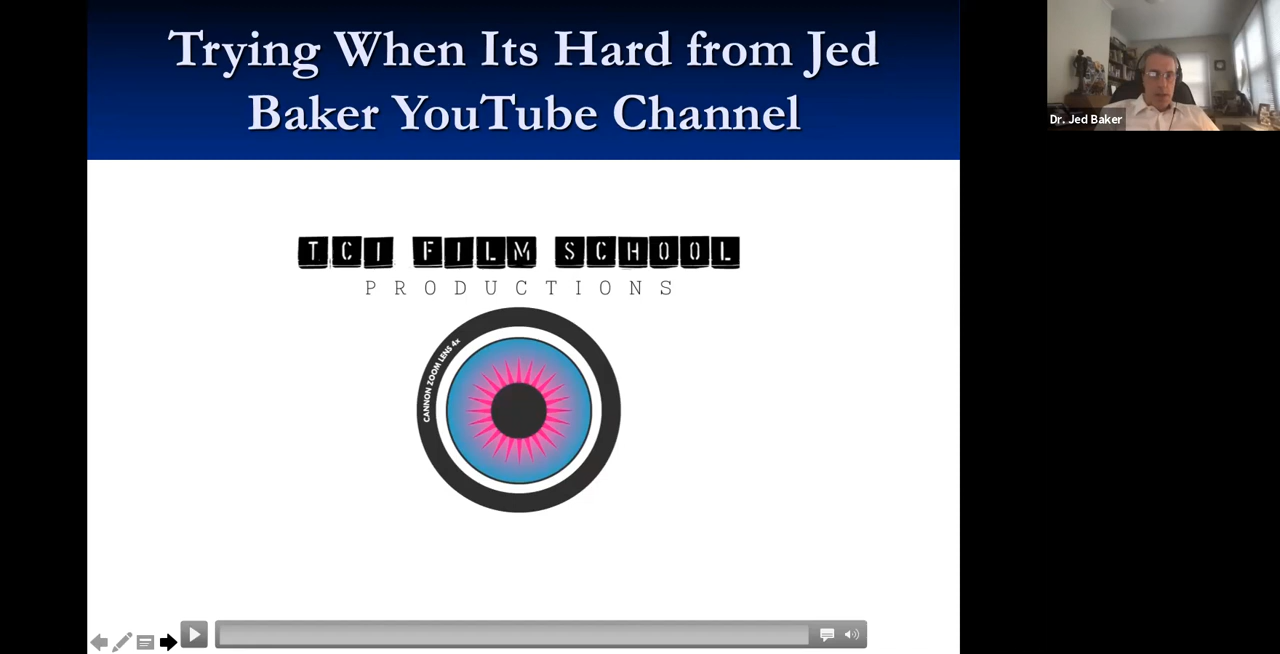 Trying When Its Hard from Jed
Baker YouTube Channel
TCI FILM SCHOOL
PRODUCTIONS
CANNON ZOOM LENS 4x
Dr. Jed Baker